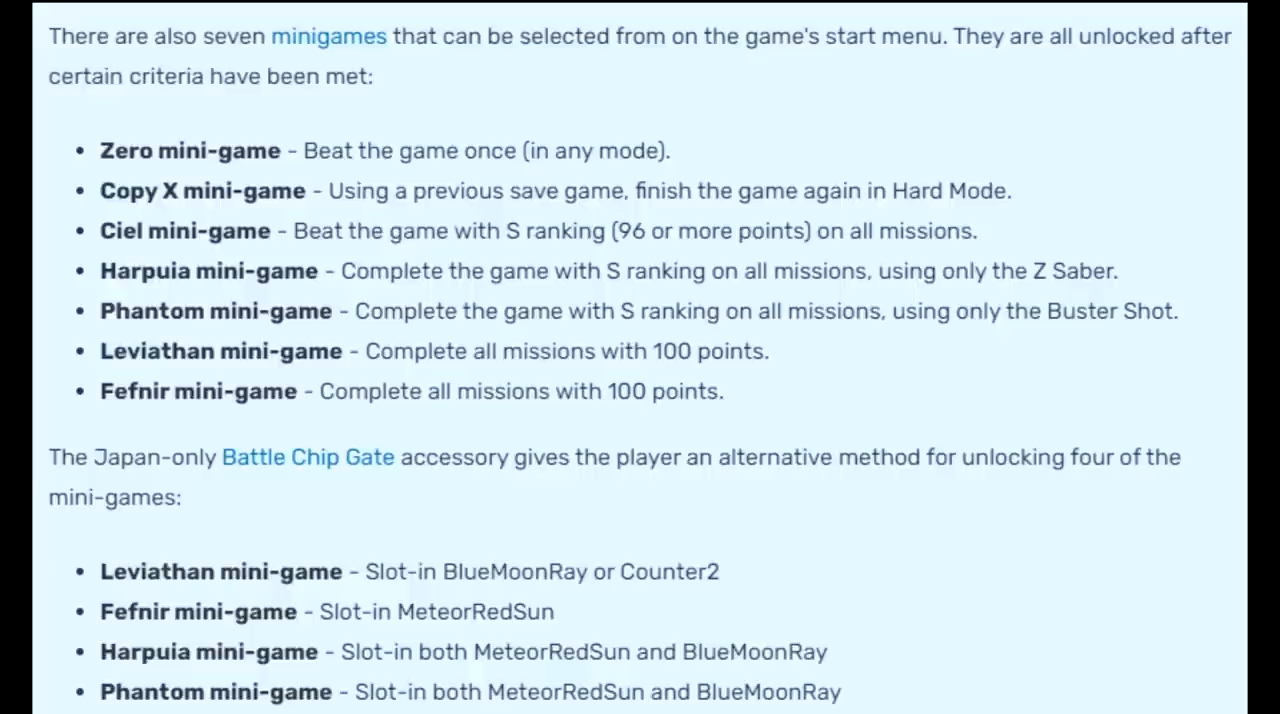 There are also seven minigames that can be selected from on the game's start menu. They are all unlocked after
certain criteria have been met:
• Zero mini-game - Beat the game once (in any mode).
• Copy X mini-game - Using a previous save game, finish the game again in Hard Mode.
• Ciel mini-game - Beat the game with S ranking (96 or more points) on all missions.
• Harpuia mini-game - Complete the game with S ranking on all missions, using only the Z Saber.
• Phantom mini-game - Complete the game with S ranking on all missions, using only the Buster Shot.
• Leviathan mini-game - Complete all missions with 100 points.
• Fefnir mini-game - Complete all missions with 100 points.
The Japan-only Battle Chip Gate accessory gives the player an alternative method for unlocking four of the
mini-games:
• Leviathan mini-game - Slot-in BlueMoonRay or Counter2
• Fefnir mini-game - Slot-in MeteorRedSun
• Harpuia mini-game - Slot-in both MeteorRedSun and BlueMoonRay
• Phantom mini-game - Slot-in both MeteorRedSun and BlueMoonRay